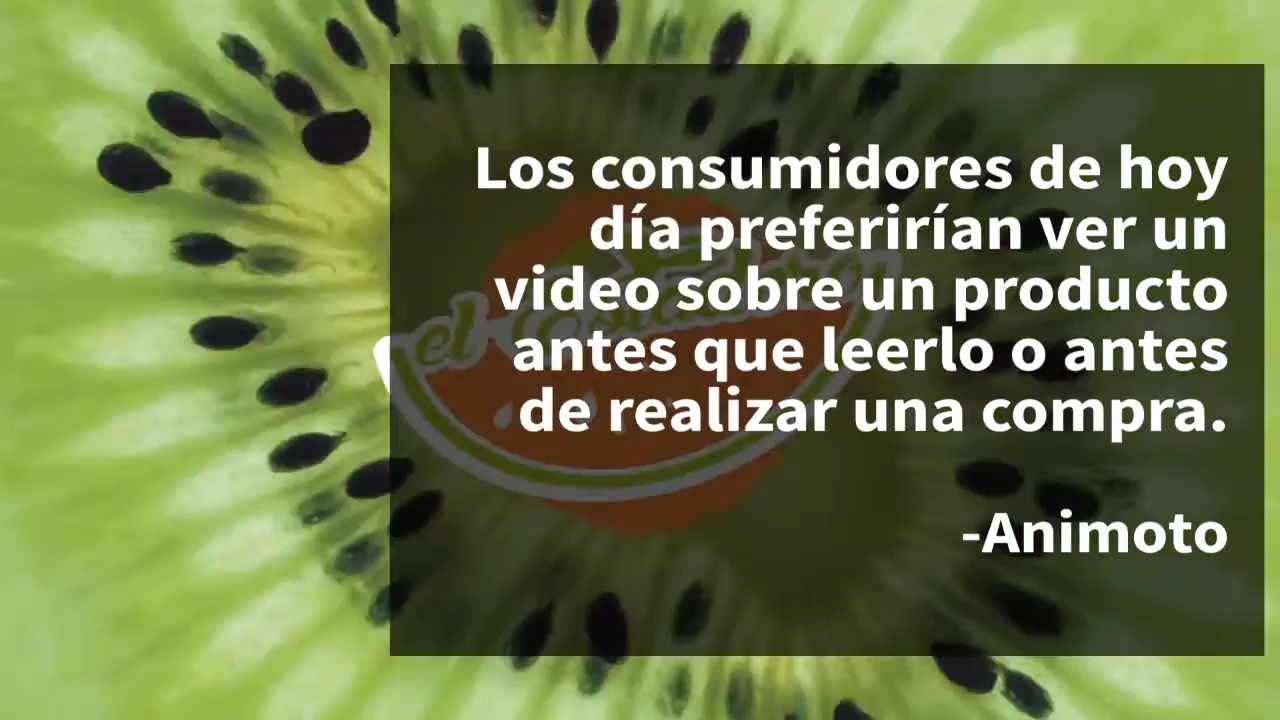 Los consumidores de hoy
día preferirían ver un
video sobre un producto
antes que leerlo o antes
de realizar una compra.
-Animoto
el